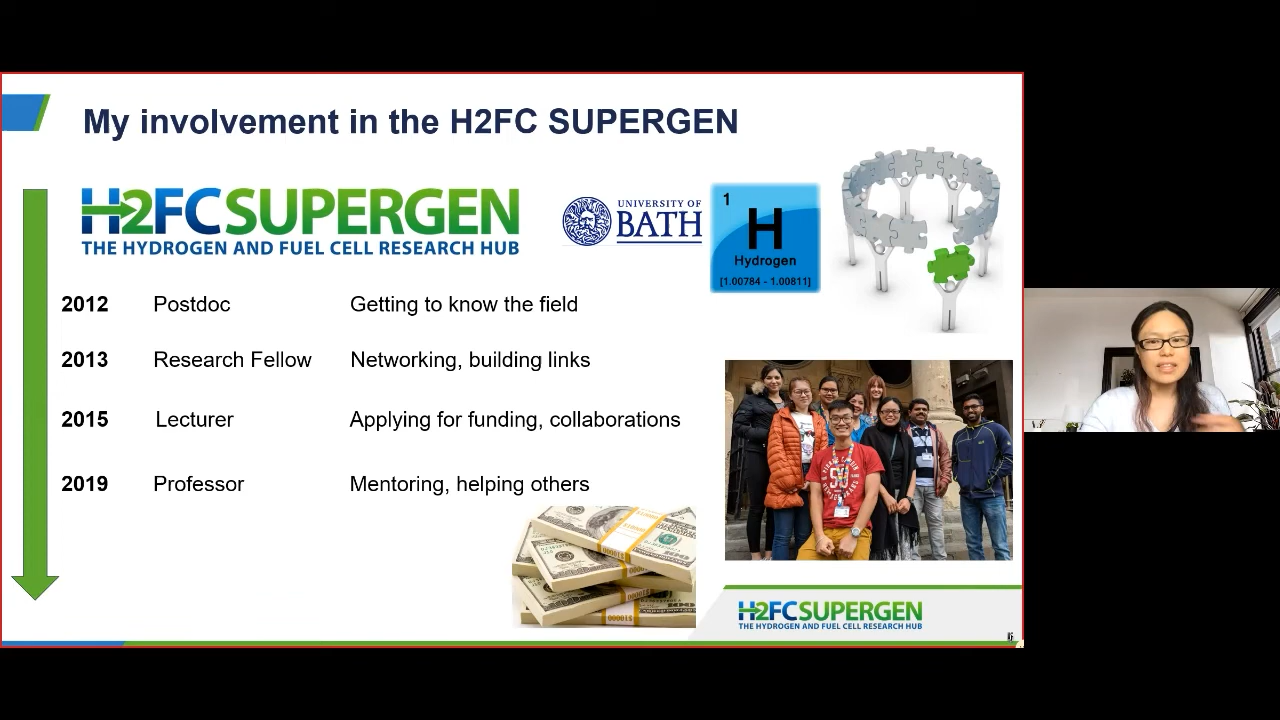 My involvement in the H2FC SUPERGEN
H2FC SUPERGEN
THE HYDROGEN AND FUEL CELL RESEARCH HUB
UNIVERSITY OF
BATH
1
H
Hydrogen
[1.00784 - 1.00811]
2012 Postdoc Getting to know the field
2013 Research Fellow Networking, building links
2015 Lecturer Applying for funding, collaborations
2019 Professor Mentoring, helping others
H2FC SUPERGEN
THE HYDROGEN AND FUEL CELL RESEARCH HUB